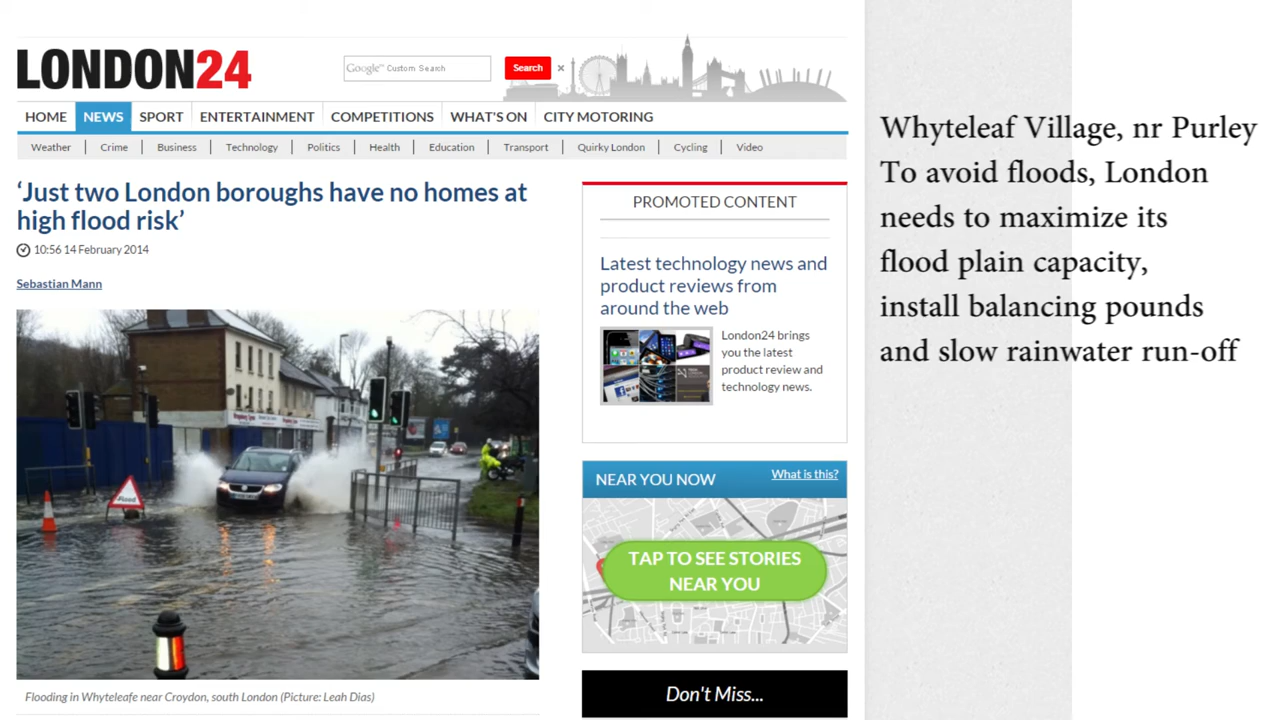 LONDON24
Google™ Custom Search
Search
×
HOME NEWS SPORT ENTERTAINMENT COMPETITIONS WHAT'S ON CITY MOTORING
Weather | Crime | Business | Technology | Politics | Health | Education | Transport | Quirky London | Cycling | Video
‘Just two London boroughs have no homes at
high flood risk’
10:56 14 February 2014
Sebastian Mann
Flood
Flooding in Whyteleafe near Croydon, south London (Picture: Leah Dias)
PROMOTED CONTENT
Latest technology news and
product reviews from
around the web
London24 brings
you the latest
product review and
technology news.
NEAR YOU NOW
What is this?
TAP TO SEE STORIES
NEAR YOU
Don't Miss...
Whyteleaf Village, nr Purley
To avoid floods, London
needs to maximize its
flood plain capacity,
install balancing pounds
and slow rainwater run-off